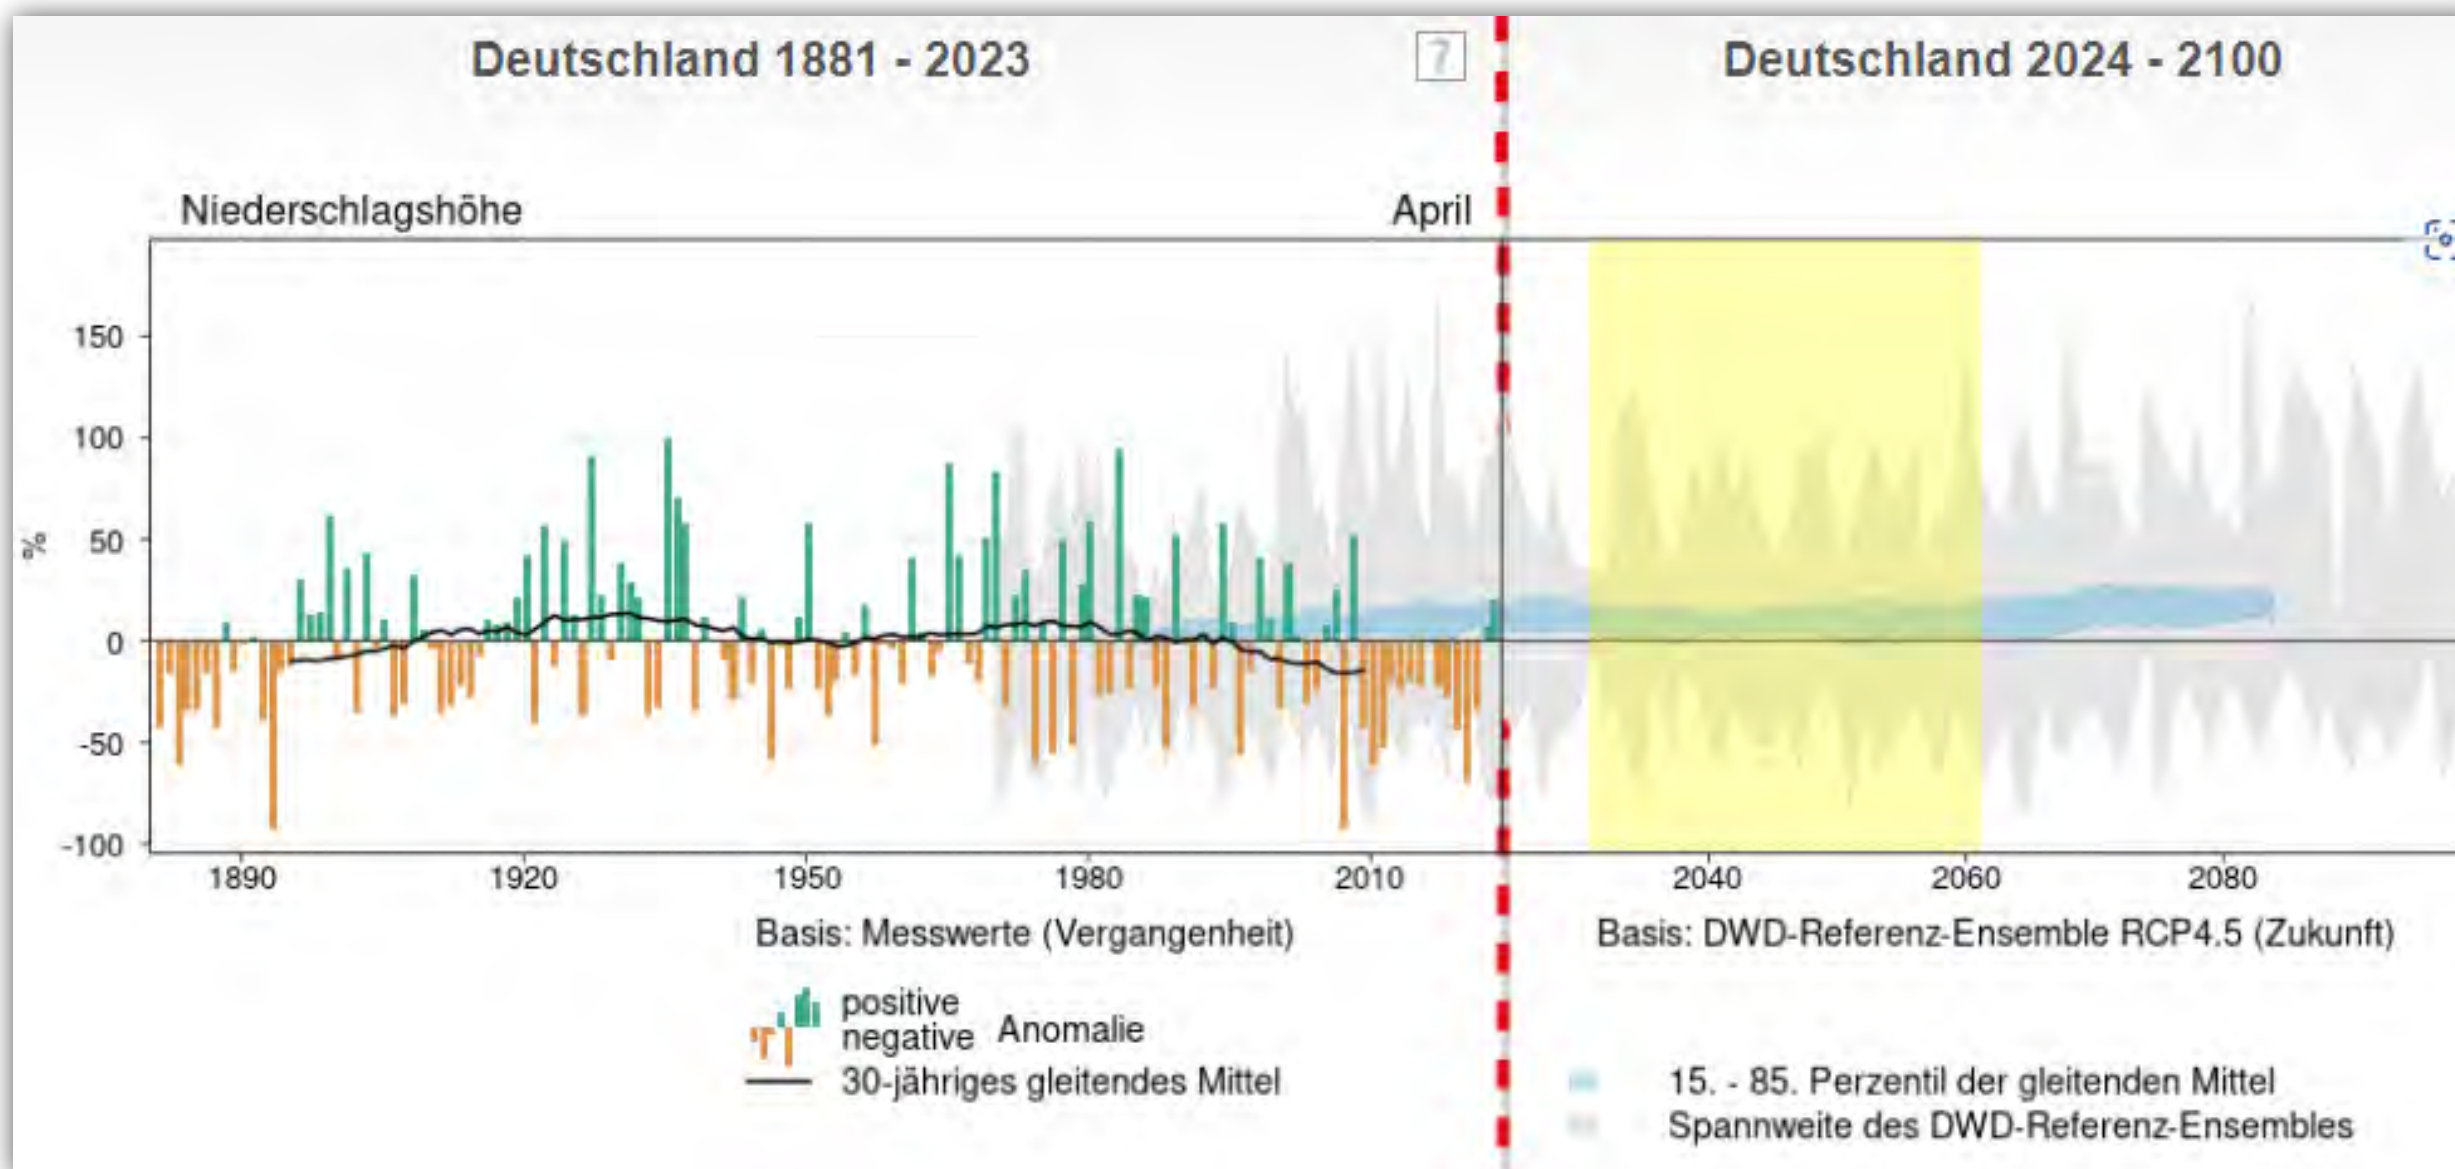 Deutschland 1881 - 2023
?
Deutschland 2024 - 2100
Niederschlagshöhe
April
150
100
50
0
-50
-100
%
1890
1920
1950
1980
2010
2040
2060
2080
Basis: Messwerte (Vergangenheit)
Basis: DWD-Referenz-Ensemble RCP4.5 (Zukunft)
positive
negative Anomalie
30-jähriges gleitendes Mittel
15. - 85. Perzentil der gleitenden Mittel
Spannweite des DWD-Referenz-Ensembles